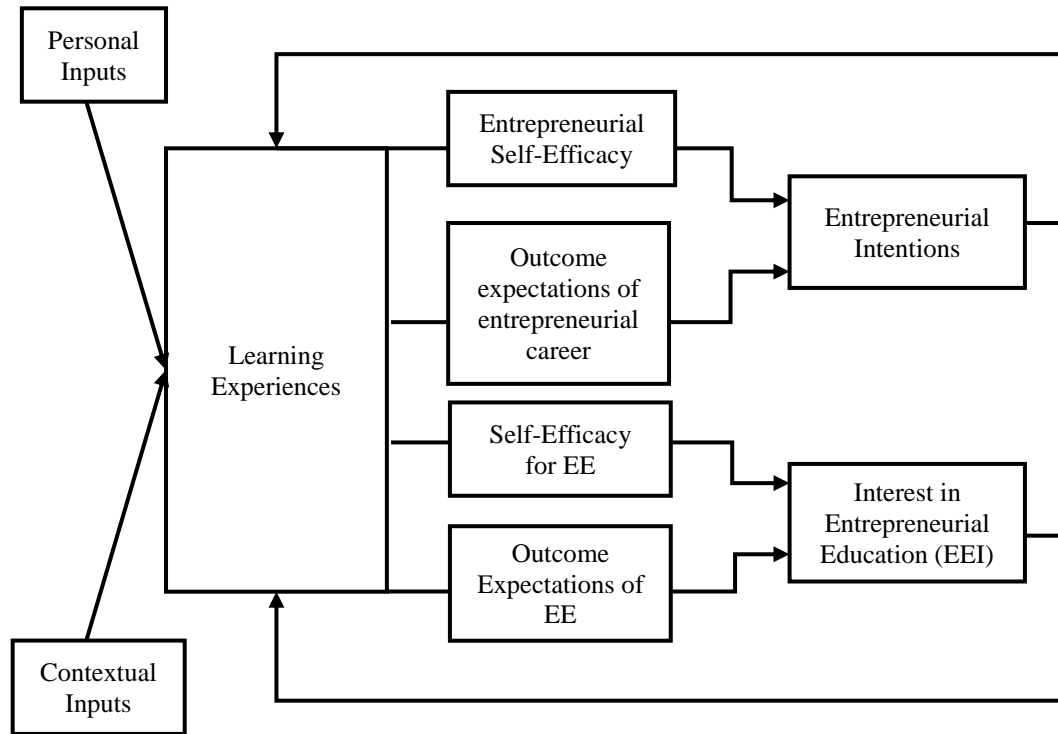 Personal
Inputs
Entrepreneurial
Self-Efficacy
Entrepreneurial
Intentions
Outcome
expectations of
entrepreneurial
career
Learning
Experiences
Self-Efficacy
for EE
Interest in
Entrepreneurial
Education (EEI)
Outcome
Expectations of
EE
Contextual
Inputs